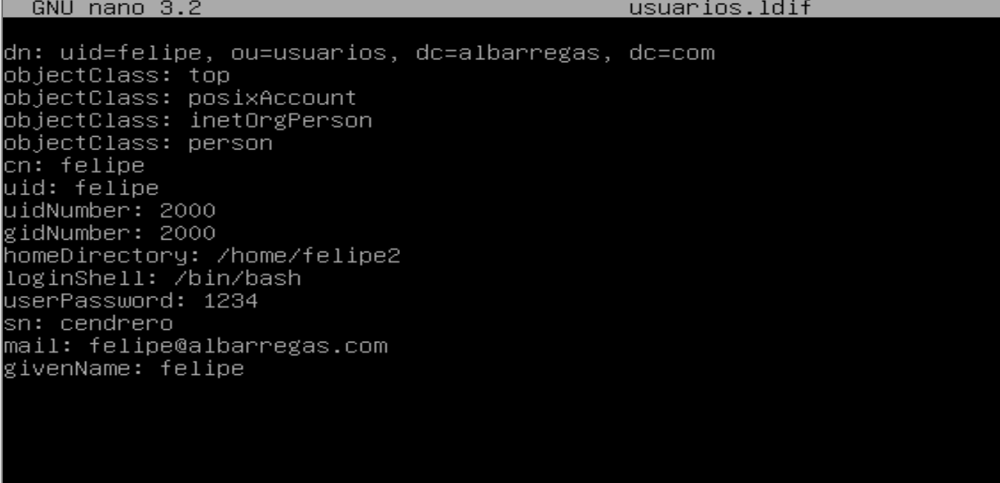 GNU nano 3.2 usuarios.ldif
dn: uid=felipe, ou=usuarios, dc=albarregas, dc=com
objectClass: top
objectClass: posixAccount
objectClass: inetOrgPerson
objectClass: person
cn: felipe
uid: felipe
uidNumber: 2000
gidNumber: 2000
homeDirectory: /home/felipe2
loginShell: /bin/bash
userPassword: 1234
sn: cendrero
mail: felipe@albarregas.com
givenName: felipe